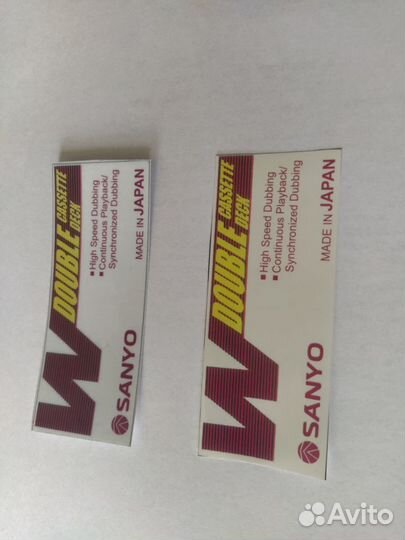 W DOUBLE CASSETTE DECK
■ High Speed Dubbing
■ Continuous Playback/
Synchronized Dubbing
SANYO
MADE IN JAPAN
W DOUBLE CASSETTE DECK
■ High Speed Dubbing
■ Continuous Playback/
Synchronized Dubbing
SANYO
MADE IN JAPAN
Avito